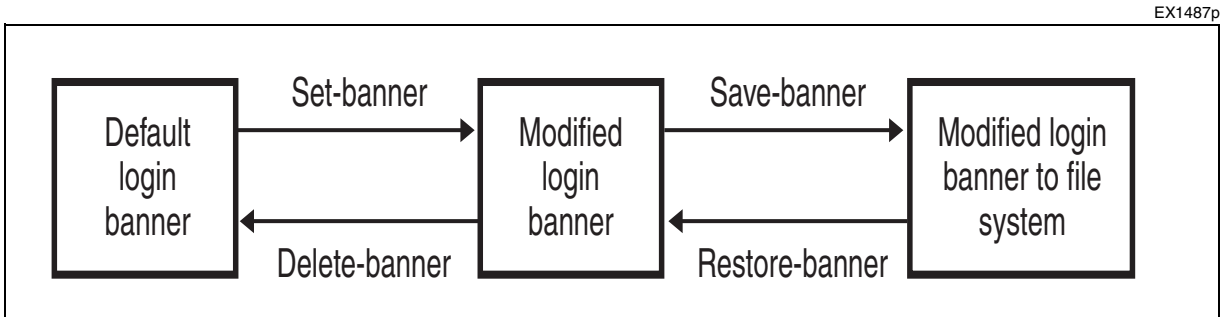 EX1487p
Set-banner
Save-banner
Default
login
banner
Modified
login
banner
Modified login
banner to file
system
Delete-banner
Restore-banner